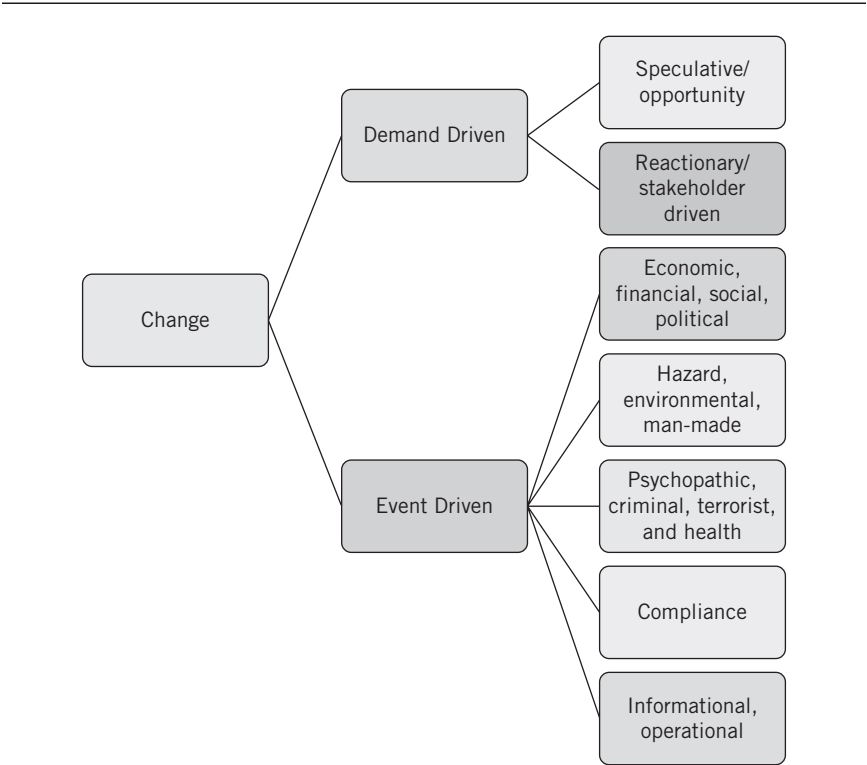 Change
Demand Driven
Event Driven
Speculative/
opportunity
Reactionary/
stakeholder
driven
Economic,
financial, social,
political
Hazard,
environmental,
man-made
Psychopathic,
criminal, terrorist,
and health
Compliance
Informational,
operational